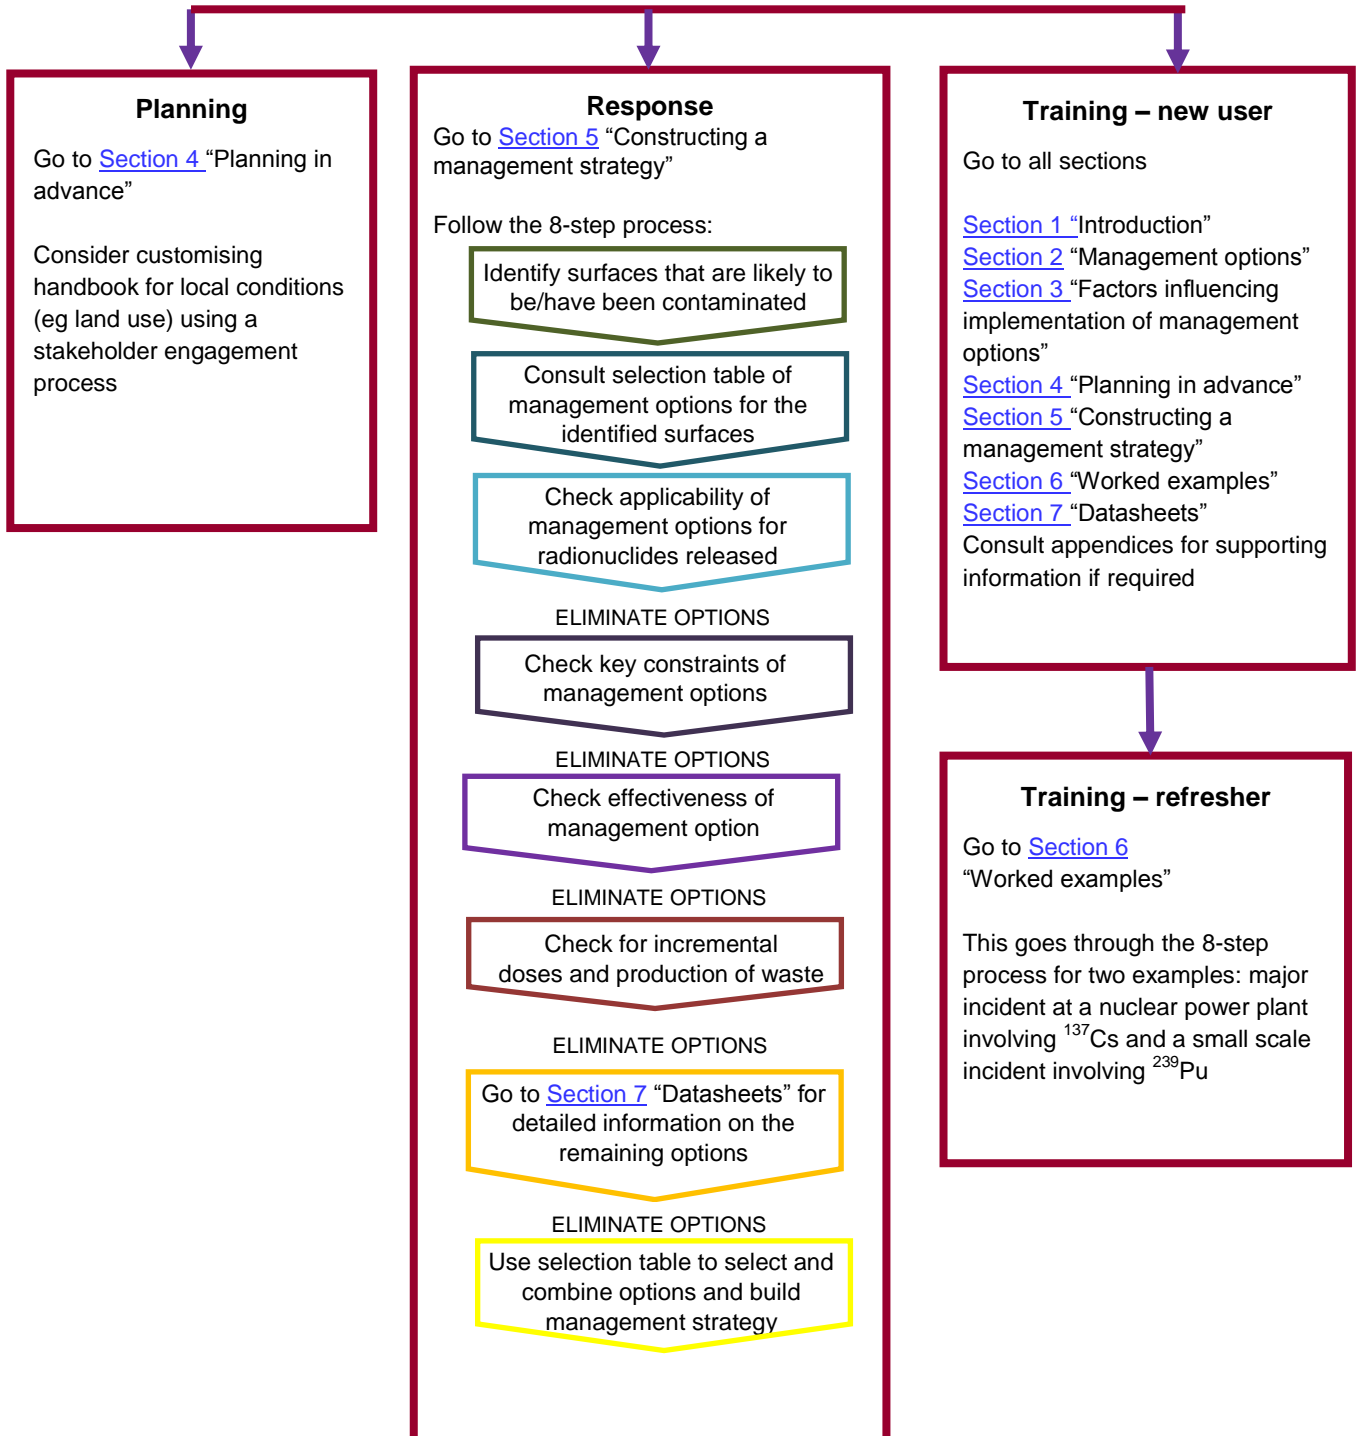 Planning
Go to Section 4 “Planning in
advance”
Consider customising
handbook for local conditions
(eg land use) using a
stakeholder engagement
process
Response
Go to Section 5 “Constructing a
management strategy”
Follow the 8-step process:
Identify surfaces that are likely to
be/have been contaminated
Consult selection table of
management options for the
identified surfaces
Check applicability of
management options for
radionuclides released
ELIMINATE OPTIONS
Check key constraints of
management options
ELIMINATE OPTIONS
Check effectiveness of
management option
ELIMINATE OPTIONS
Check for incremental
doses and production of waste
ELIMINATE OPTIONS
Go to Section 7 “Datasheets” for
detailed information on the
remaining options
ELIMINATE OPTIONS
Use selection table to select and
combine options and build
management strategy
Training – new user
Go to all sections
Section 1 “Introduction”
Section 2 “Management options”
Section 3 “Factors influencing
implementation of management
options”
Section 4 “Planning in advance”
Section 5 “Constructing a
management strategy”
Section 6 “Worked examples”
Section 7 “Datasheets”
Consult appendices for supporting
information if required
Training – refresher
Go to Section 6
“Worked examples”
This goes through the 8-step
process for two examples: major
incident at a nuclear power plant
involving ¹³⁷Cs and a small scale
incident involving ²³⁹Pu